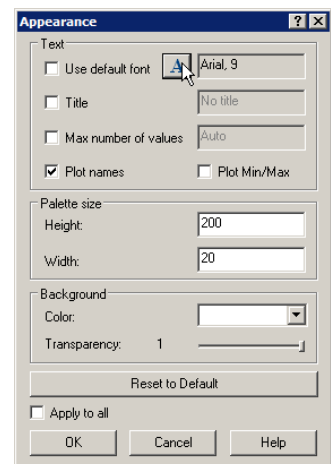 Appearance
Text
Use default font A Arial, 9
Title No title
Max number of values Auto
Plot names Plot Min/Max
Palette size
Height: 200
Width: 20
Background
Color:
Transparency: 1
Reset to Default
Apply to all
OK Cancel Help